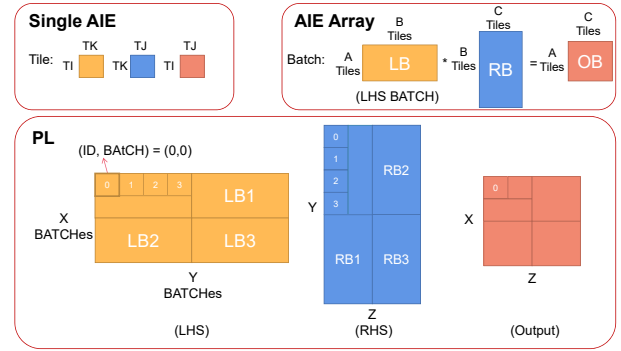 Single AIE
TK TJ TJ
Tile: TI TK TI
AIE Array
B
Tiles
C
Tiles
C
Tiles
Batch: A
Tiles
LB
* B
Tiles
RB
= A
Tiles
OB
(LHS BATCH)
PL
(ID, BAtCH) = (0,0)
0 1 2 3
LB1
LB2 LB3
X
BATCHes
Y
BATCHes
(LHS)
0
1
2
3
RB2
RB1 RB3
Y
Z
(RHS)
0
X
Z
(Output)